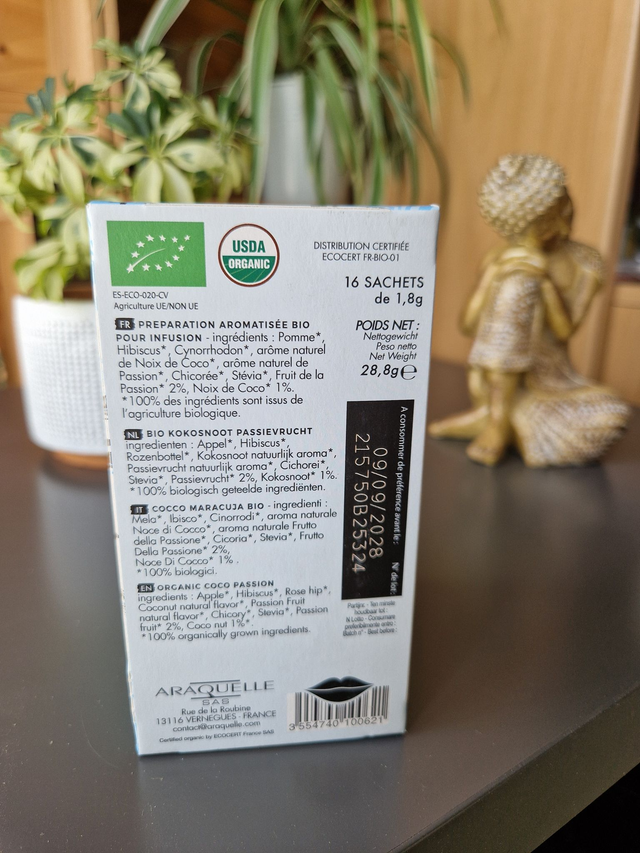 USDA
ORGANIC
DISTRIBUTION CERTIFIÉE
ECOCERT FR-BIO-01
ES-ECO-020-CV
Agriculture UE/NON UE
16 SACHETS
de 1,8g
POIDS NET :
Nettogewicht
Peso netto
Net Weight
28,8g℮
FR PREPARATION AROMATISÉE BIO
POUR INFUSION - ingrédients : Pomme*,
Hibiscus*, Cynorrhodon*, arôme naturel
de Noix de Coco*, arôme naturel de
Passion*, Chicorée*, Stévia*, Fruit de la
Passion* 2%, Noix de Coco* 1%.
*100% des ingrédients sont issus de
l'agriculture biologique.
NL BIO KOKOSNOOT PASSIEVRUCHT
ingredienten : Appel*, Hibiscus*,
Rozenbottel*, Kokosnoot natuurlijk aroma*,
Passievrucht natuurlijk aroma*, Cichorei*,
Stevia*, Passievrucht* 2%, Kokosnoot* 1%.
*100% biologisch geteelde ingrediënten.
IT COCCO MARACUJA BIO - ingredienti :
Mela*, Ibisco*, Cinorrodi*, aroma naturale
Noce di Cocco*, aroma naturale Frutto
della Passione*, Cicoria*, Stevia*, Frutto
Della Passione* 2%,
Noce Di Cocco* 1% .
*100% biologici.
EN ORGANIC COCO PASSION
ingredients : Apple*, Hibiscus*, Rose hip*,
Coconut natural flavor*, Passion Fruit
natural flavor*, Chicory*, Stevia*, Passion
fruit* 2%, Coco nut 1%*.
*100% organically grown ingredients.
A consommer de préférence avant le :
N° de lot:
09/09/2028
215750B25324
houdbaar tot :
Batch n° - Best before :
ARAQUELLE
SAS
Rue de la Roubine
13116 VERNEGUES - FRANCE
contact@araquelle.com
Certified organic by ECOCERT France SAS
3 554740 100621